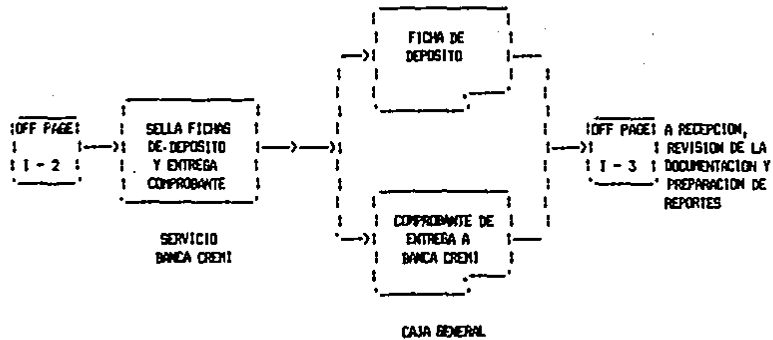 OFF PAGE
I - 2
SELLA FICHAS
DE DEPOSITO
Y ENTREGA
COMPROBANTE
SERVICIO
BANCA CREMI
FICHA DE
DEPOSITO
COMPROBANTE DE
ENTREGA A
BANCA CREMI
CAJA GENERAL
OFF PAGE
I - 3
A RECEPCION,
REVISION DE LA
DOCUMENTACION Y
PREPARACION DE
REPORTES